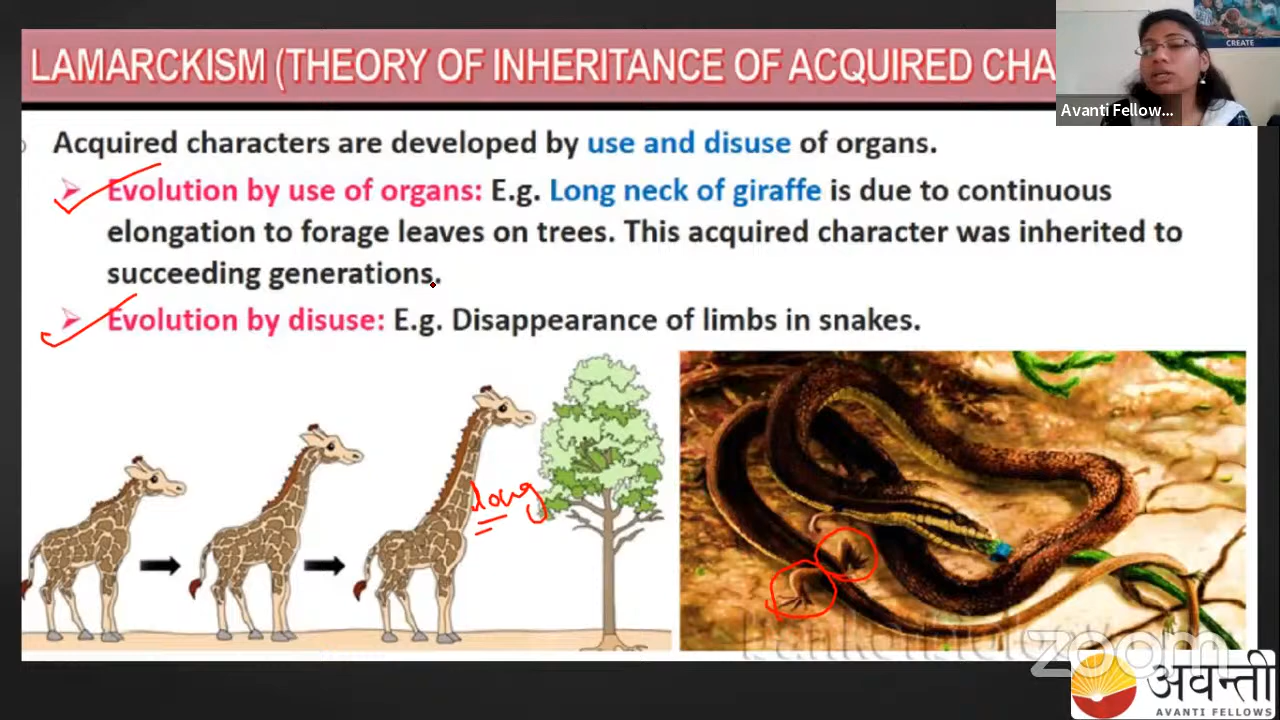 LAMARCKISM (THEORY OF INHERITANCE OF ACQUIRED CHA
CREATE
Avanti Fellow...
Acquired characters are developed by use and disuse of organs.
Evolution by use of organs: E.g. Long neck of giraffe is due to continuous
elongation to forage leaves on trees. This acquired character was inherited to
succeeding generations.
Evolution by disuse: E.g. Disappearance of limbs in snakes.
long
zoom
अवन्ती
AVANTI FELLOWS